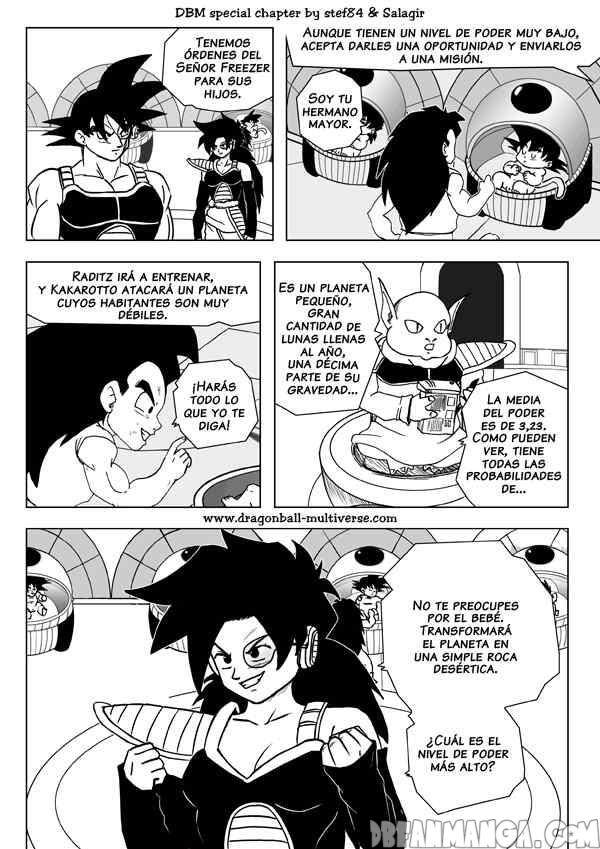 DBM special chapter by stef84 & Salagir
Tenemos
órdenes del
Señor Freezer
para sus
hijos.
Aunque tienen un nivel de poder muy bajo,
acepta darles una oportunidad y enviarlos
a una misión.
Soy tu
hermano
mayor.
Raditz irá a entrenar,
y Kakarotto atacará un planeta
cuyos habitantes son muy
débiles.
¡Harás
todo lo
que yo te
diga!
Es un planeta
pequeño,
gran
cantidad de
lunas llenas
al año,
una décima
parte de su
gravedad...
La media
del poder
es de 3,23.
Como pueden
ver, tiene
todas las
probabilidades
de...
www.dragonball-multiverse.com
No te preocupes
por el bebé.
Transformará
el planeta en
una simple roca
desértica.
¿Cuál es el
nivel de poder
más alto?
DBFANMANGA.COM